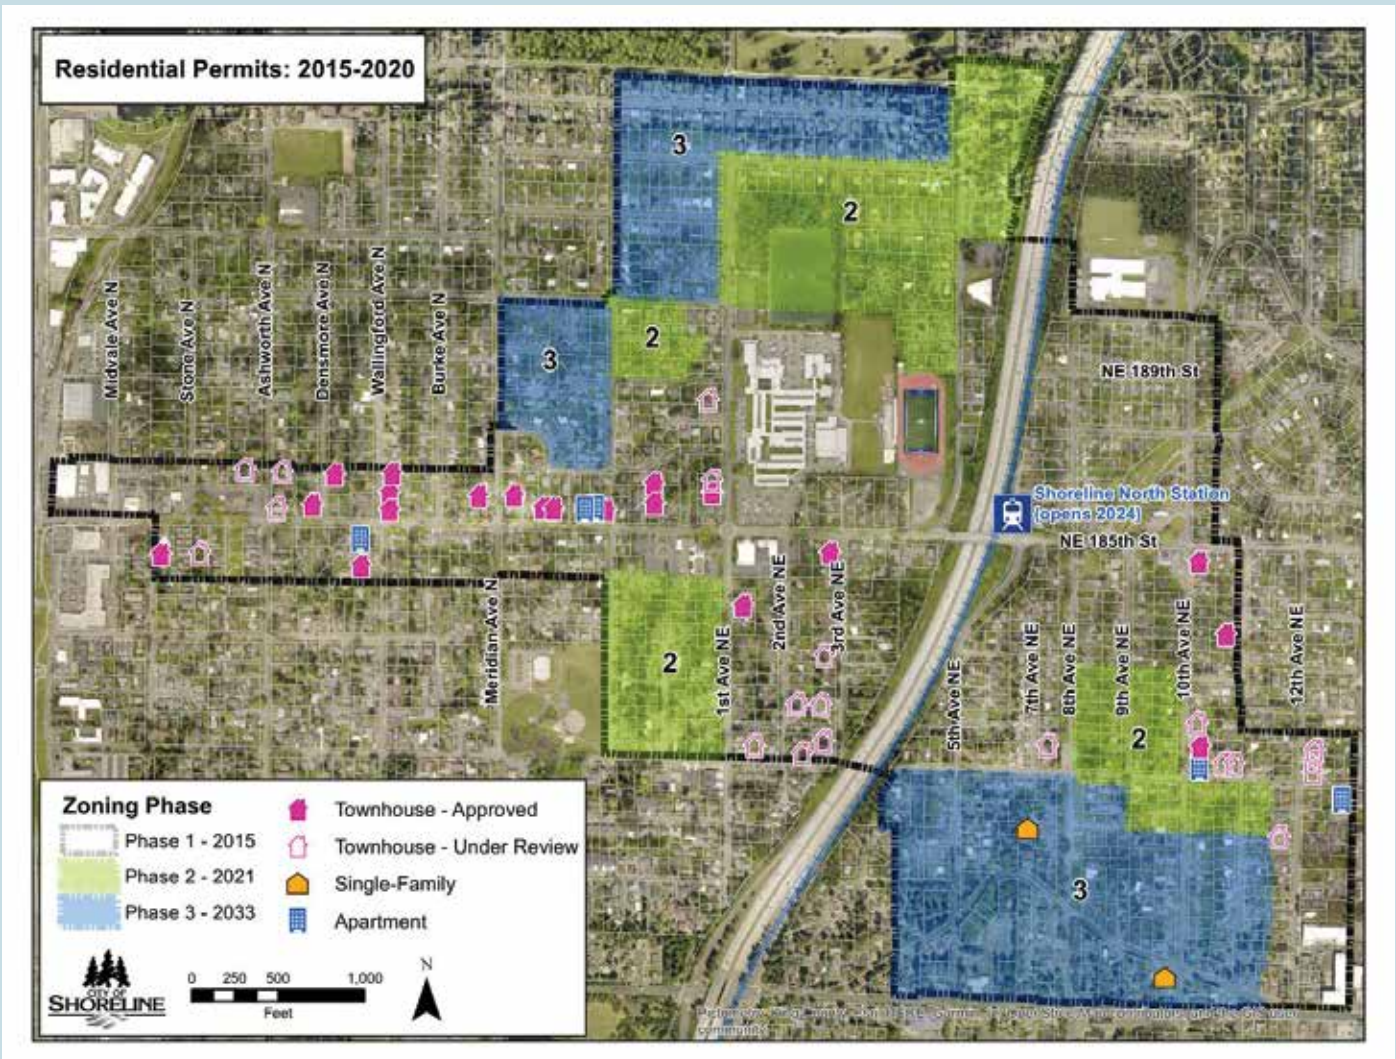 Residential Permits: 2015-2020
3
2
2
3
Midvale Ave N
Stone Ave N
Ashworth Ave N
Densmore Ave N
Wallingford Ave N
Burke Ave N
NE 189th St
Shoreline North Station
(opens 2024)
NE 185th St
Meridian Ave N
2
1st Ave NE
2nd Ave NE
3rd Ave NE
5th Ave NE
7th Ave NE
8th Ave NE
9th Ave NE
10th Ave NE
12th Ave NE
2
3
Zoning Phase
Phase 1 - 2015
Phase 2 - 2021
Phase 3 - 2033
Townhouse - Approved
Townhouse - Under Review
Single-Family
Apartment
CITY OF
SHORELINE
0 250 500 1,000
Feet
N
community